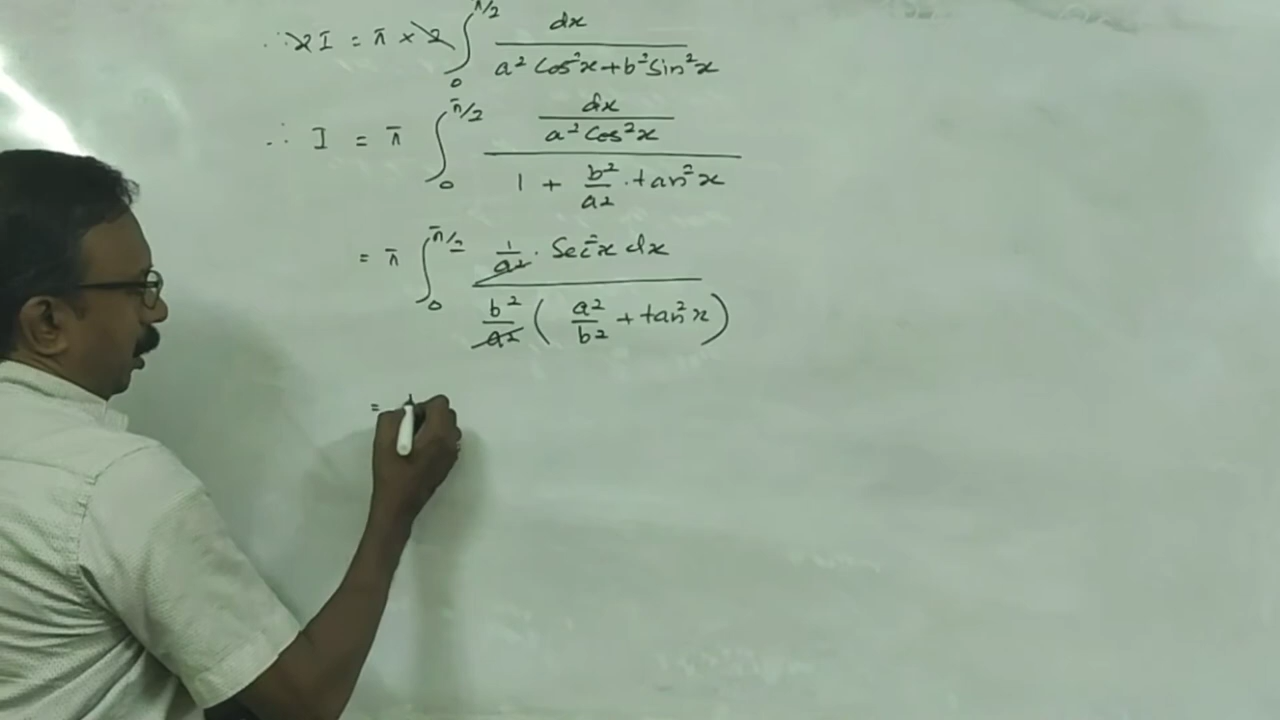 ∴ 2I = π × 2 ∫₀^(π/2) dx / (a² Cos²x + b² Sin²x)
∴ I = π ∫₀^(π/2) (dx / (a² Cos²x)) / (1 + (b²/a²) · tan²x)
= π ∫₀^(π/2) ((1/a²) · Sec²x dx) / ((b²/a²) (a²/b² + tan²x))
=